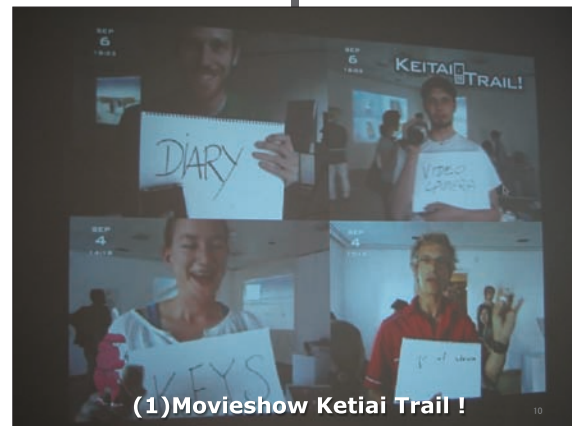 SEP
6
SEP
6
KEITAI TRAIL!
DIARY
VIDEO
CAMERA
SEP
4
SEP
4
KEYS
of
(1)Movieshow Ketiai Trail !
10